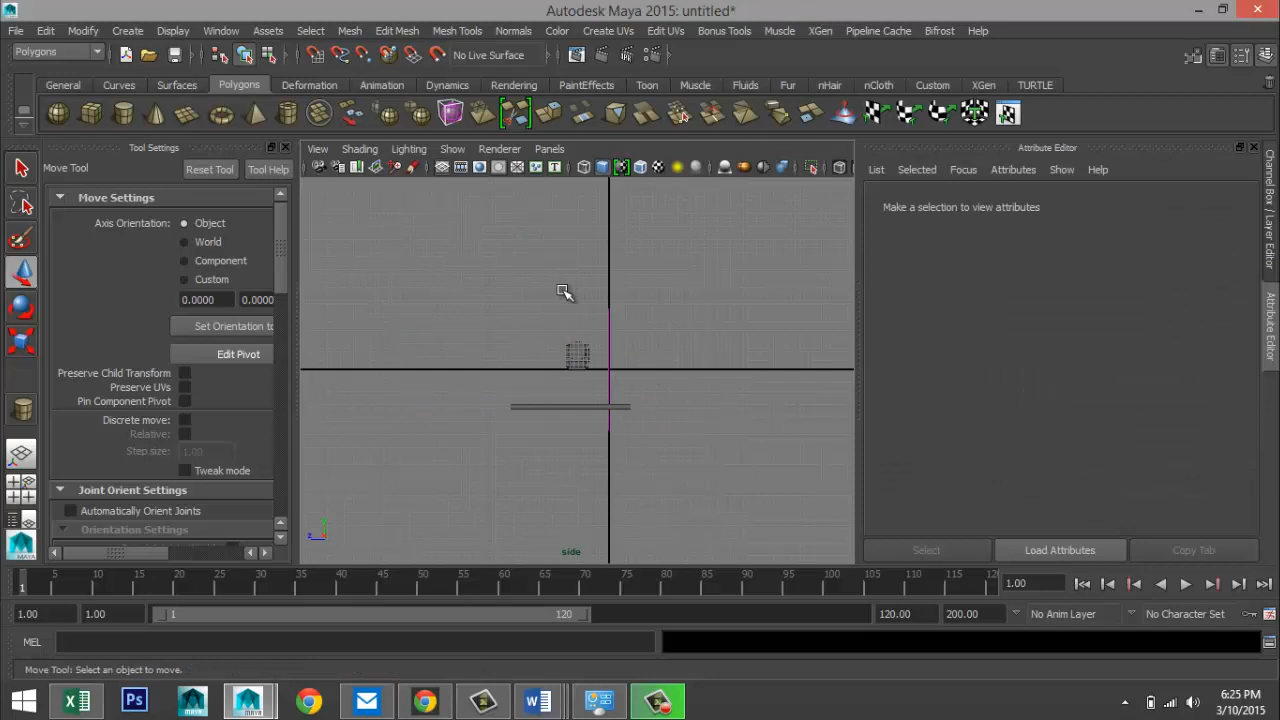 Autodesk Maya 2015: untitled*
File Edit Modify Create Display Window Assets Select Mesh Edit Mesh Mesh Tools Normals Color Create UVs Edit UVs Bonus Tools Muscle XGen Pipeline Cache Bifrost Help
Polygons No Live Surface
General Curves Surfaces Polygons Deformation Animation Dynamics Rendering PaintEffects Toon Muscle Fluids Fur nHair nCloth Custom XGen TURTLE
Tool Settings
Move Tool Reset Tool Tool Help
Move Settings
Axis Orientation: Object
World
Component
Custom
0.0000 0.0000
Set Orientation to
Edit Pivot
Preserve Child Transform
Preserve UVs
Pin Component Pivot
Discrete move:
Relative:
Step size: 1.00
Tweak mode
Joint Orient Settings
Automatically Orient Joints
Orientation Settings
MAYA
View Shading Lighting Show Renderer Panels
y
z
side
Attribute Editor
List Selected Focus Attributes Show Help
Make a selection to view attributes
Select Load Attributes Copy Tab
Channel Box / Layer Editor
Attribute Editor
1 5 10 15 20 25 30 35 40 45 50 55 60 65 70 75 80 85 90 95 100 105 110 115 12 1.00
1.00 1.00 1 120 120.00 200.00 No Anim Layer No Character Set
MEL
Move Tool: Select an object to move.
6:25 PM
3/10/2015